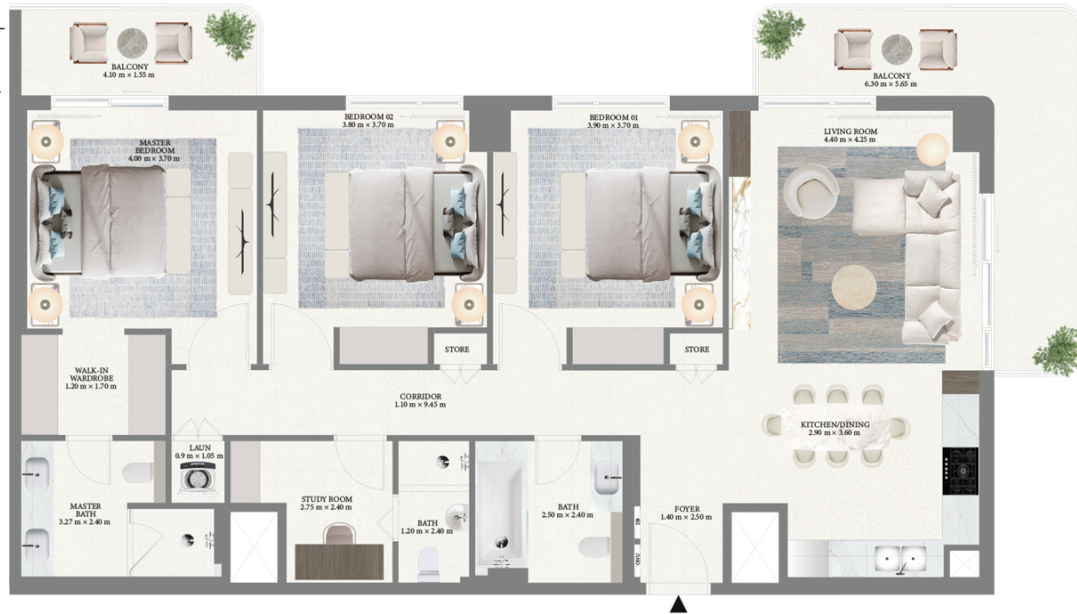 BALCONY
4.10 m × 1.55 m
BALCONY
6.30 m × 5.65 m
MASTER
BEDROOM
4.00 m × 3.70 m
BEDROOM 02
3.80 m × 3.70 m
BEDROOM 01
3.90 m × 3.70 m
LIVING ROOM
4.40 m × 4.25 m
STORE
STORE
WALK-IN
WARDROBE
1.20 m × 1.70 m
CORRIDOR
1.10 m × 9.45 m
KITCHEN/DINING
2.90 m × 3.60 m
LAUN
0.9 m × 1.05 m
MASTER
BATH
3.27 m × 2.40 m
STUDY ROOM
2.75 m × 2.40 m
BATH
1.20 m × 2.40 m
BATH
2.50 m × 2.40 m
FOYER
1.40 m × 2.50 m